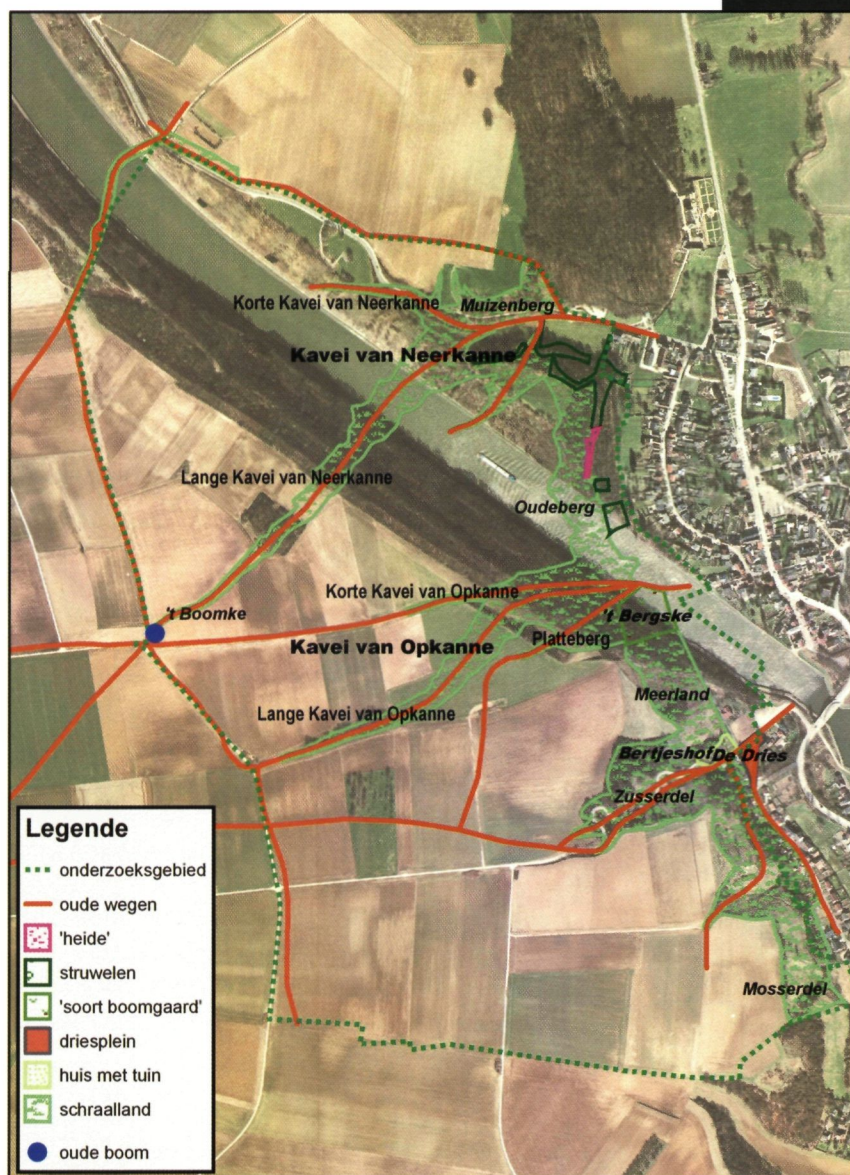 Muizenberg
Korte Kavei van Neerkanne
Kavei van Neerkanne
Lange Kavei van Neerkanne
Oudeberg
Korte Kavei van Opkanne
't Boomke
't Bergske
Platteberg
Kavei van Opkanne
Meerland
Lange Kavei van Opkanne
Bertjeshof De Dries
Zusserdel
Mosserdel
Legende
onderzoeksgebied
oude wegen
'heide'
struwelen
'soort boomgaard'
driesplein
huis met tuin
schraalland
oude boom